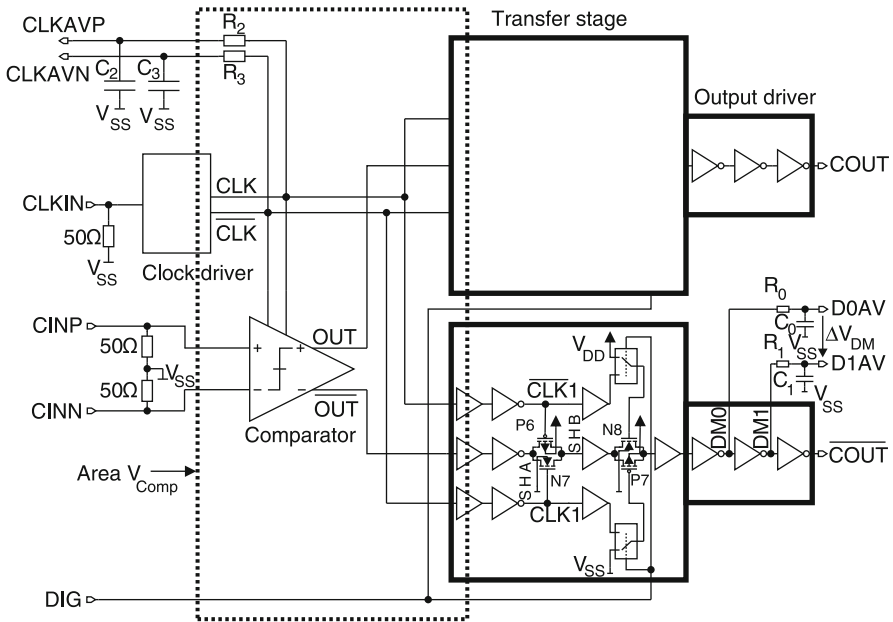 Transfer stage
CLKAVP
R2
CLKAVN
R3
C2
C3
VSS
VSS
Output driver
COUT
CLK
CLKIN
CLK
50Ω
VSS
Clock driver
R0
D0AV
C0
VSS
ΔVDM
R1
D1AV
C1
VSS
CINP
50Ω
VSS
50Ω
CINN
OUT
OUT
Comparator
VDD
CLK1
P6
SHB
N8
SHA
N7
P7
CLK1
VSS
DM0
DM1
COUT
Area VComp
DIG
+
+
−
−